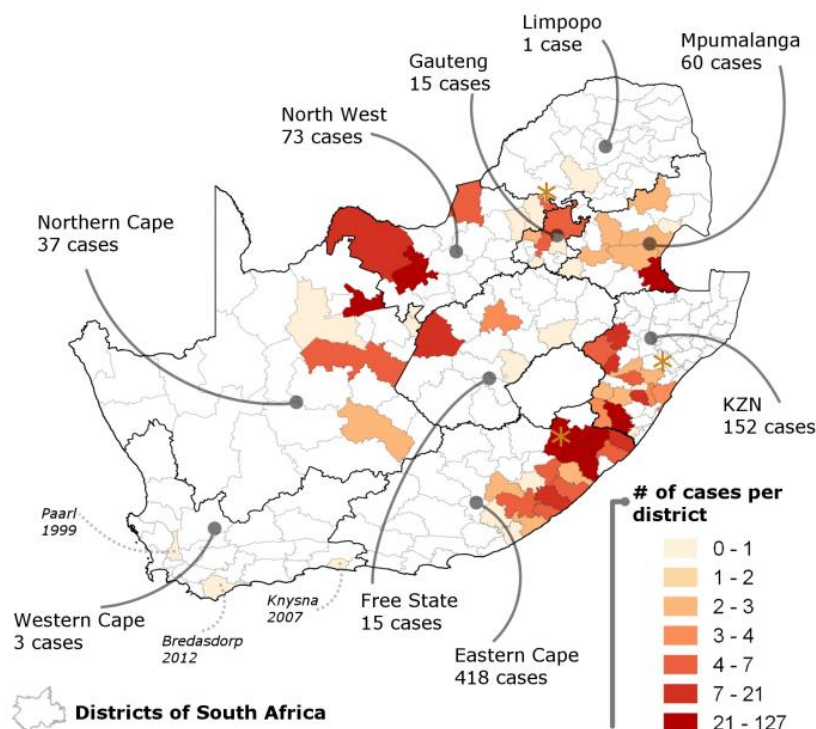 Limpopo
1 case
Mpumalanga
60 cases
Gauteng
15 cases
North West
73 cases
Northern Cape
37 cases
KZN
152 cases
Paarl
1999
Western Cape
3 cases
Bredasdorp
2012
Knysna
2007
Free State
15 cases
Eastern Cape
418 cases
# of cases per
district
0 - 1
1 - 2
2 - 3
3 - 4
4 - 7
7 - 21
21 - 127
Districts of South Africa